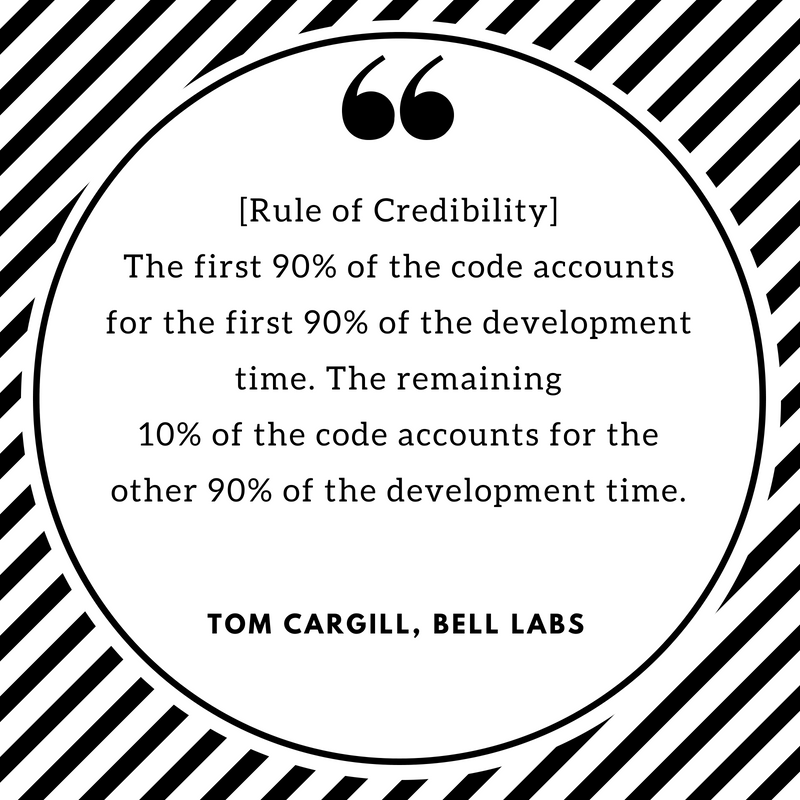 “
[Rule of Credibility]
The first 90% of the code accounts
for the first 90% of the development
time. The remaining
10% of the code accounts for the
other 90% of the development time.
TOM CARGILL, BELL LABS